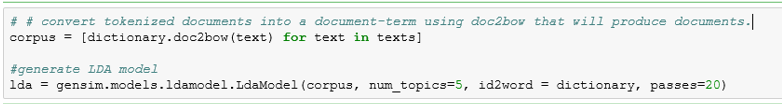 # # convert tokenized documents into a document-term using doc2bow that will produce documents.
corpus = [dictionary.doc2bow(text) for text in texts]
#generate LDA model
lda = gensim.models.ldamodel.LdaModel(corpus, num_topics=5, id2word = dictionary, passes=20)